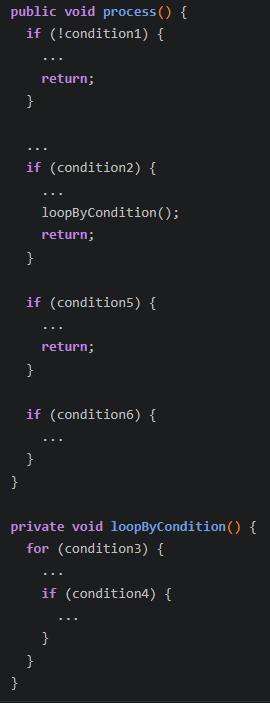 public void process() {
  if (!condition1) {
    ...
    return;
  }

  ...
  if (condition2) {
    ...
    loopByCondition();
    return;
  }

  if (condition5) {
    ...
    return;
  }

  if (condition6) {
    ...
  }
}

private void loopByCondition() {
  for (condition3) {
    ...
    if (condition4) {
      ...
    }
  }
}